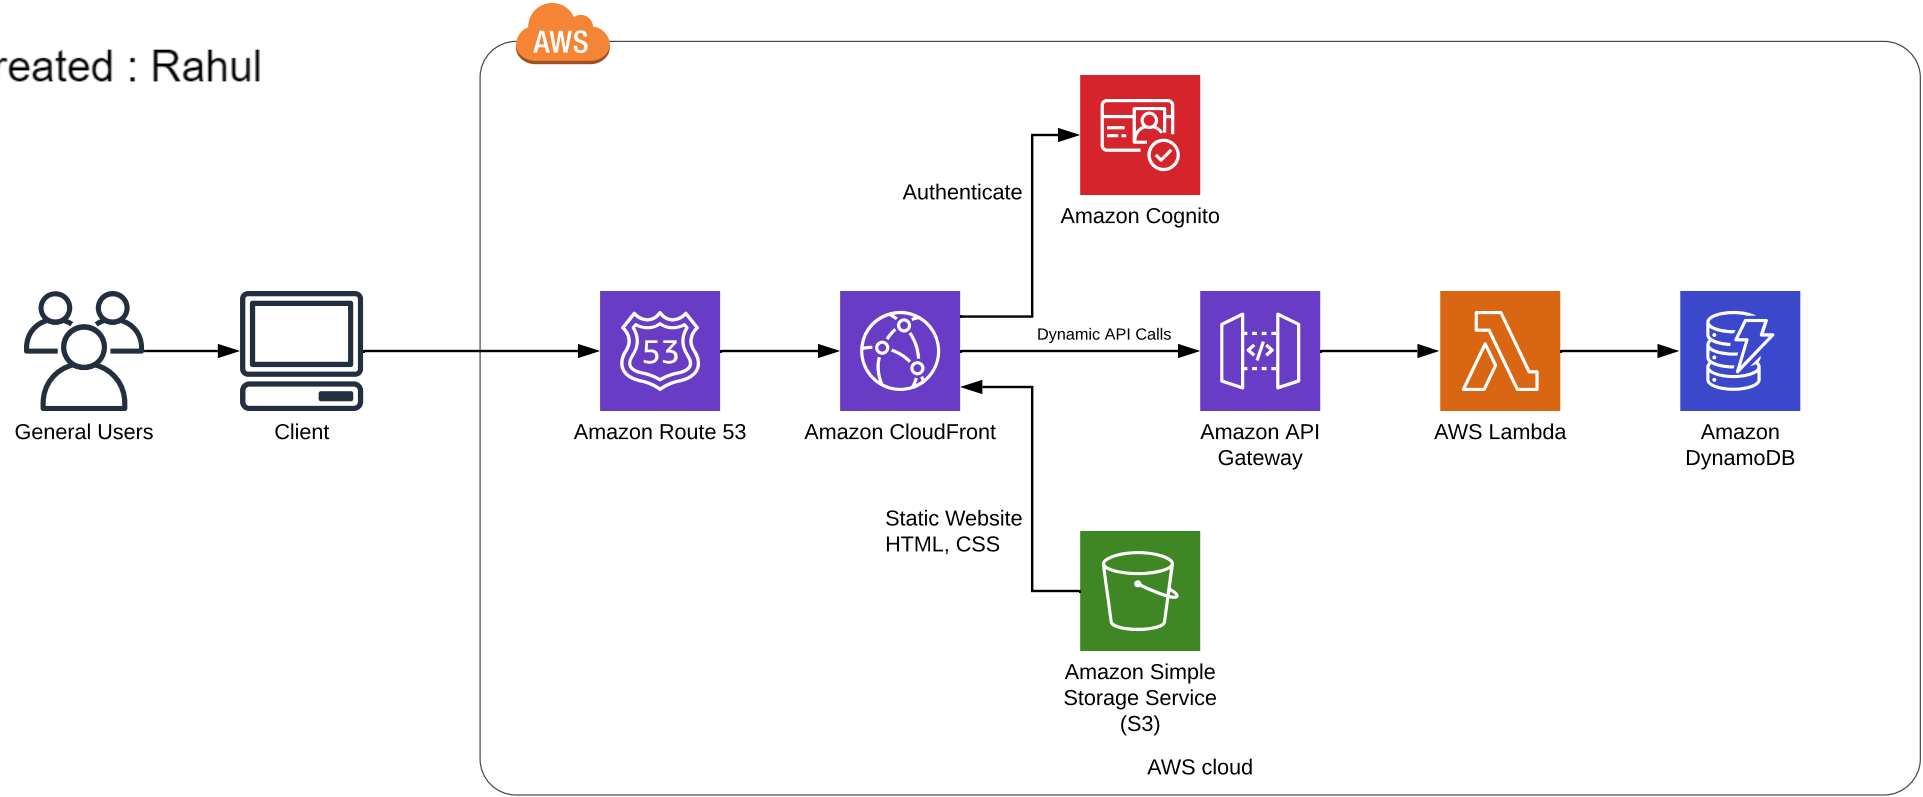 reated : Rahul
AWS
Authenticate
Amazon Cognito
53
Dynamic API Calls
</>
General Users
Client
Amazon Route 53
Amazon CloudFront
Amazon API
Gateway
AWS Lambda
Amazon
DynamoDB
Static Website
HTML, CSS
Amazon Simple
Storage Service
(S3)
AWS cloud